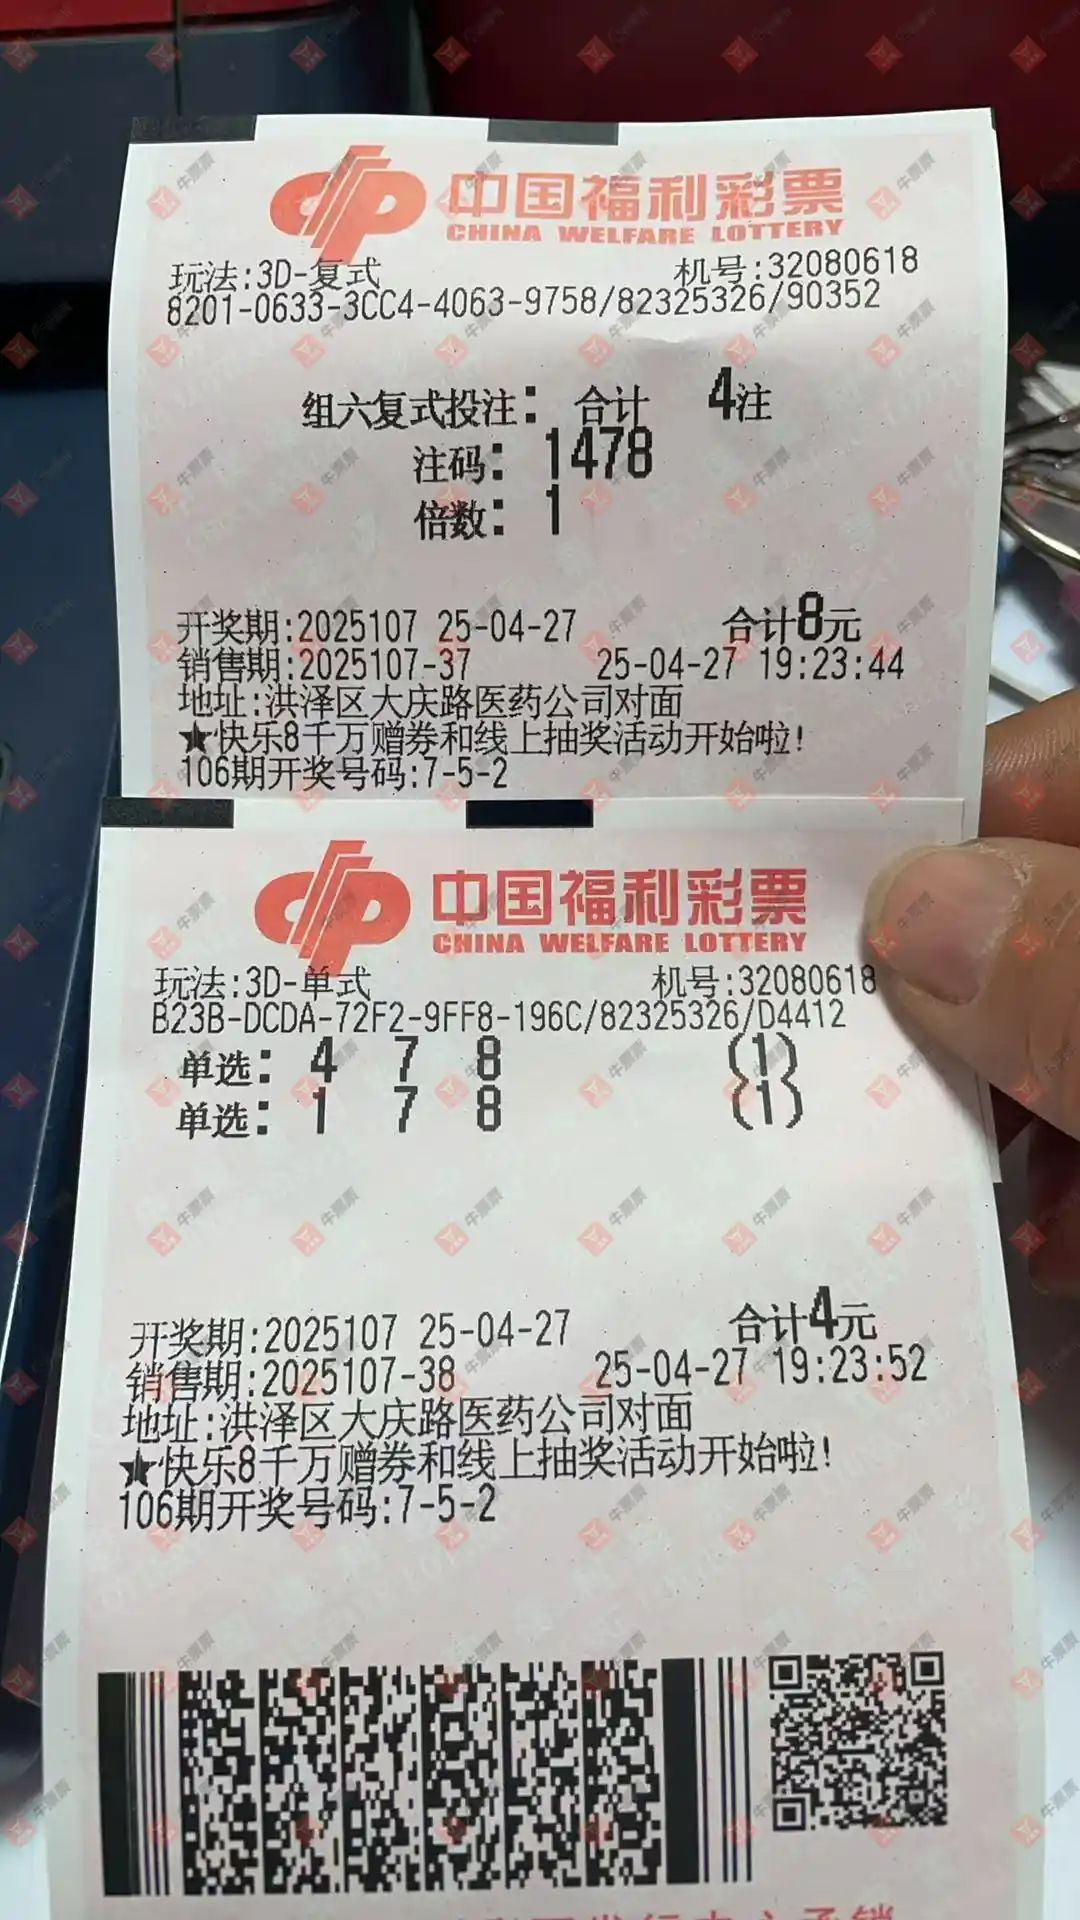 中国福利彩票
CHINA WELFARE LOTTERY
玩法:3D-复式 机号:32080618
8201-0633-3CC4-4063-9758/82325326/90352
组六复式投注: 合计 4注
注码: 1478
倍数: 1
开奖期:2025107 25-04-27 合计8元
销售期:2025107-37 25-04-27 19:23:44
地址:洪泽区大庆路医药公司对面
★快乐8千万赠券和线上抽奖活动开始啦!
106期开奖号码:7-5-2
中国福利彩票
CHINA WELFARE LOTTERY
玩法:3D-单式 机号:32080618
B23B-DCDA-72F2-9FF8-196C/82325326/D4412
单选: 4 7 8 (1)
单选: 1 7 8 (1)
开奖期:2025107 25-04-27 合计4元
销售期:2025107-38 25-04-27 19:23:52
地址:洪泽区大庆路医药公司对面
★快乐8千万赠券和线上抽奖活动开始啦!
106期开奖号码:7-5-2
牛票票